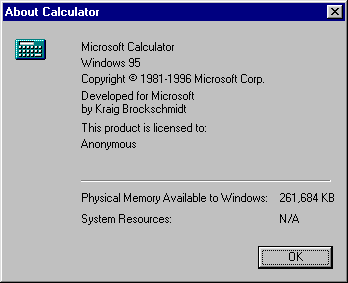 About Calculator
Microsoft Calculator
Windows 95
Copyright © 1981-1996 Microsoft Corp.
Developed for Microsoft
by Kraig Brockschmidt
This product is licensed to:
Anonymous
Physical Memory Available to Windows: 261,684 KB
System Resources: N/A
OK